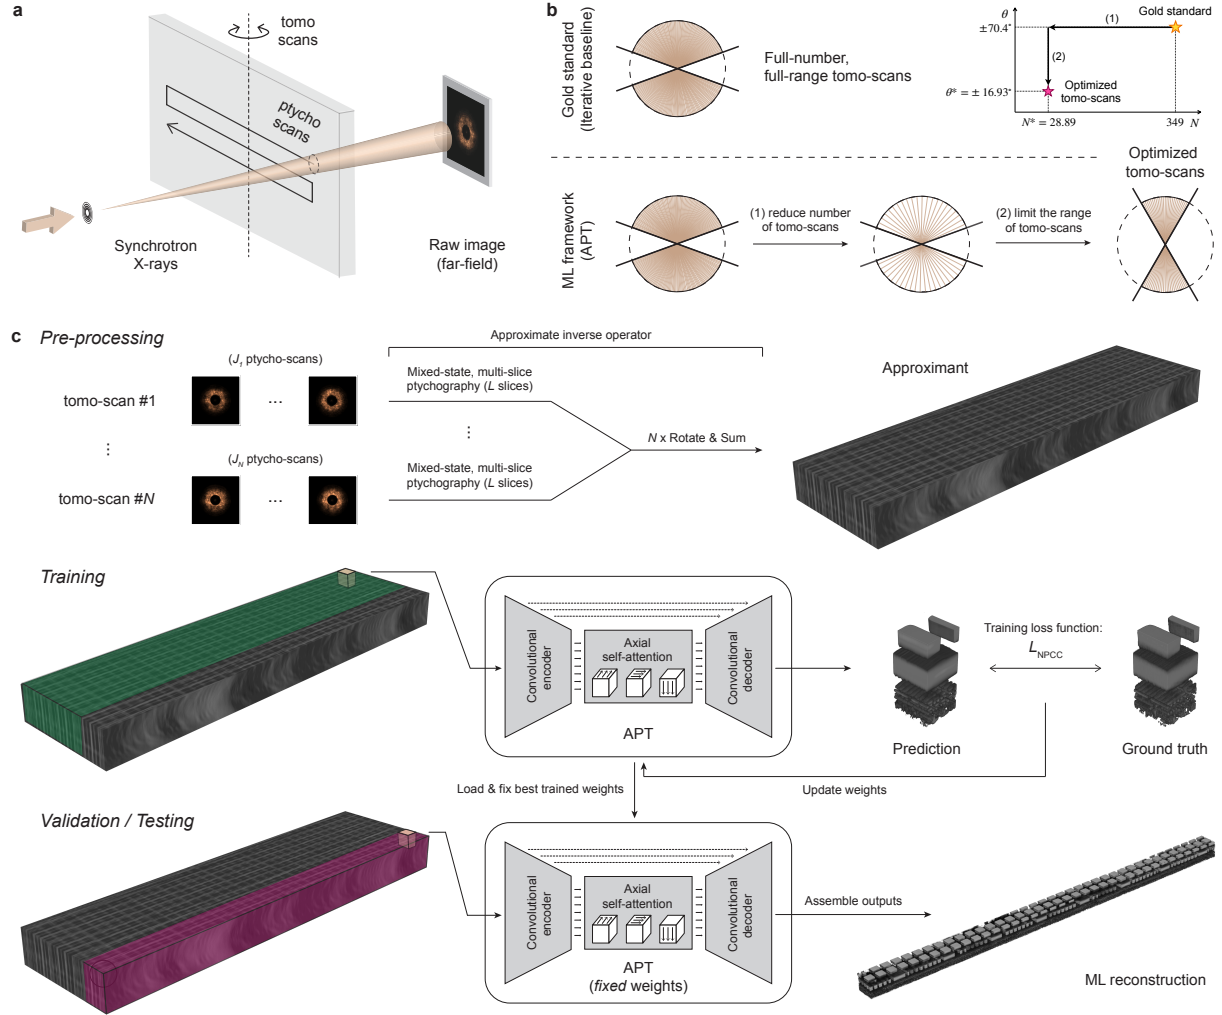 a
tomo
scans
ptycho
scans
Synchrotron
X-rays
Raw image
(far-field)
b
Gold standard
(Iterative baseline)
Full-number,
full-range tomo-scans
θ
±70.4°
(1)
Gold standard
(2)
θ* = ± 16.93°
Optimized
tomo-scans
N* = 28.89
349
N
Optimized
tomo-scans
ML framework
(APT)
(1) reduce number
of tomo-scans
(2) limit the range
of tomo-scans
c
Pre-processing
Approximate inverse operator
(J1 ptycho-scans)
tomo-scan #1
...
Mixed-state, multi-slice
ptychography (L slices)
Approximant
⋮
⋮
N x Rotate & Sum
(JN ptycho-scans)
tomo-scan #N
...
Mixed-state, multi-slice
ptychography (L slices)
Training
Convolutional
encoder
Axial
self-attention
Convolutional
decoder
APT
Training loss function:
LNPCC
Prediction
Ground truth
Load & fix best trained weights
Update weights
Validation / Testing
Convolutional
encoder
Axial
self-attention
Convolutional
decoder
APT
(fixed weights)
Assemble outputs
ML reconstruction